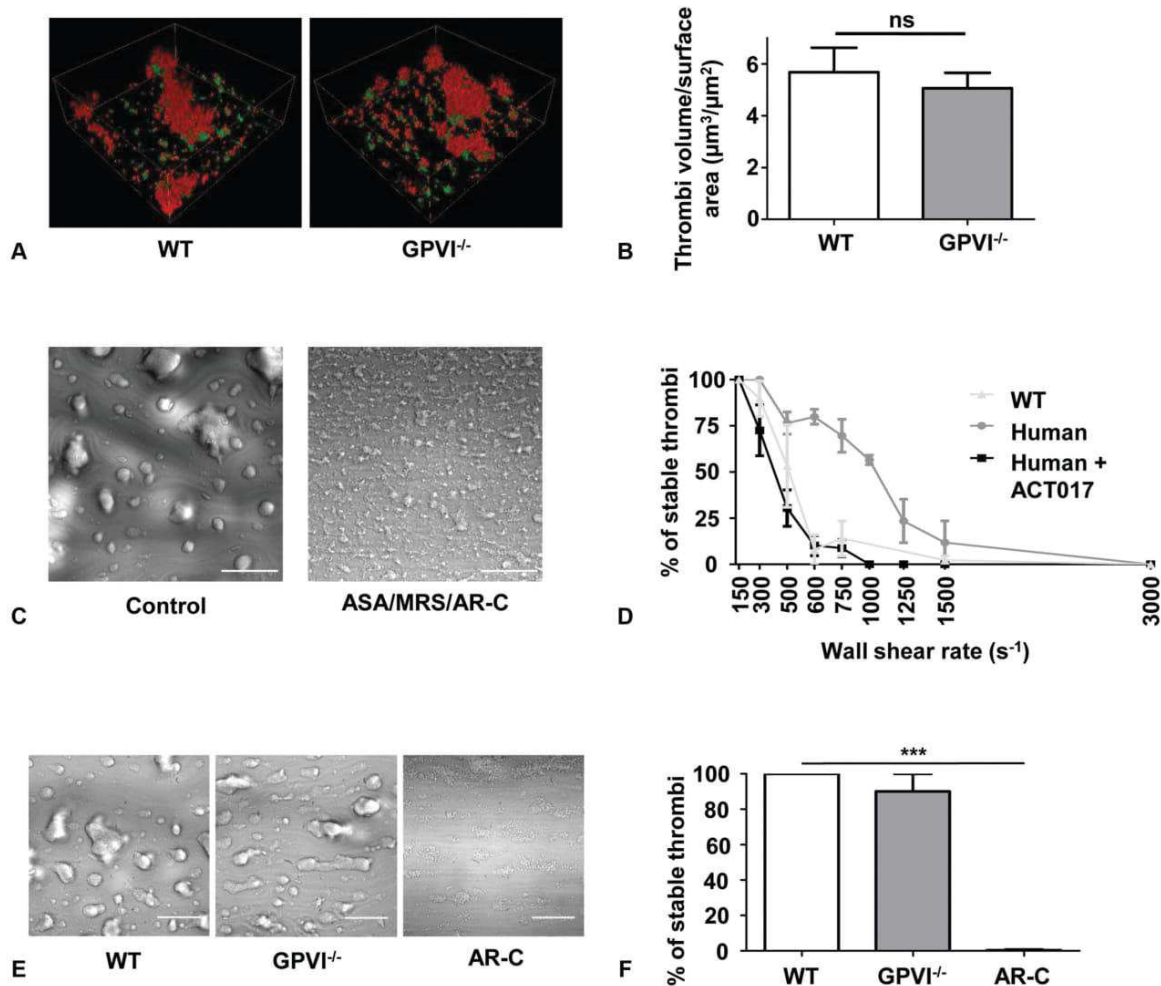 WT
GPVI-/-
A
Thrombi volume/surface
area (µm³/µm²)
6
4
2
0
ns
WT
GPVI-/-
B
Control
ASA/MRS/AR-C
C
% of stable thrombi
100
75
50
25
0
WT
Human
Human +
ACT017
150
300
500
600
750
1000
1250
1500
3000
Wall shear rate (s-1)
D
WT
GPVI-/-
AR-C
E
% of stable thrombi
100
80
60
40
20
0
***
WT
GPVI-/-
AR-C
F